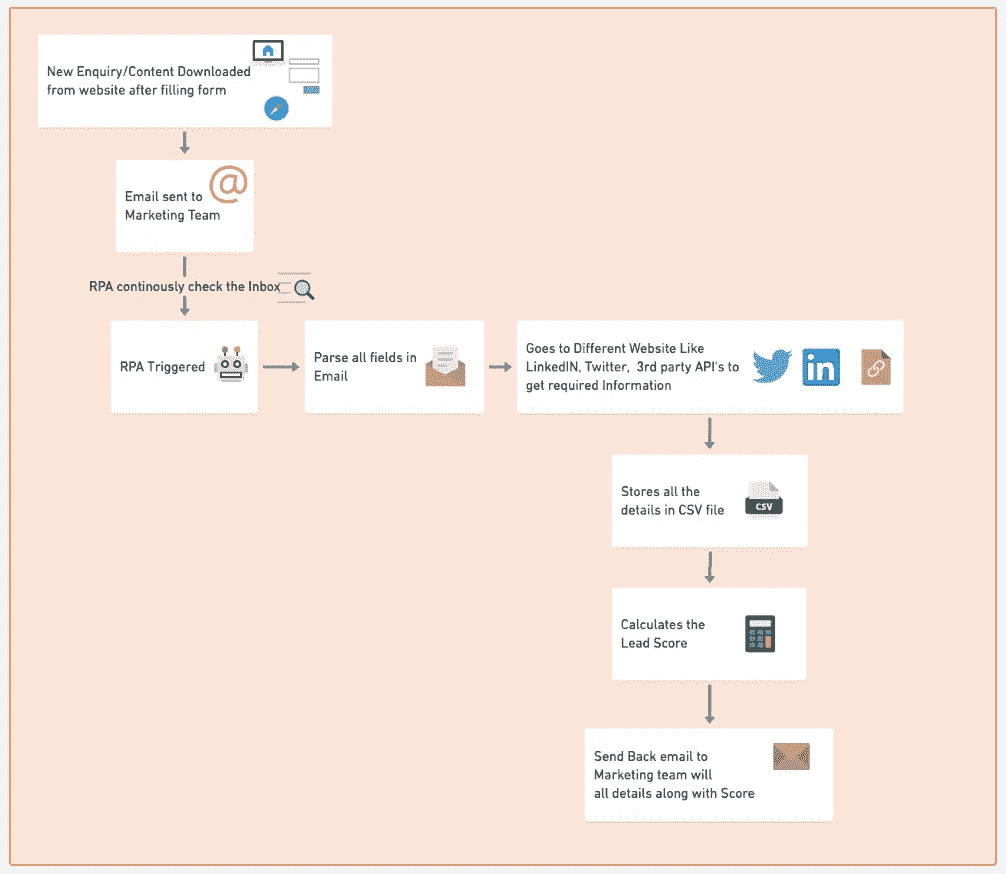 New Enquiry/Content Downloaded
from website after filling form
@
Email sent to
Marketing Team
RPA continously check the Inbox
RPA Triggered
Parse all fields in
Email
Goes to Different Website Like
LinkedIN, Twitter, 3rd party API's to
get required Information
in
Stores all the
details in CSV file
CSV
Calculates the
Lead Score
Send Back email to
Marketing team will
all details along with Score